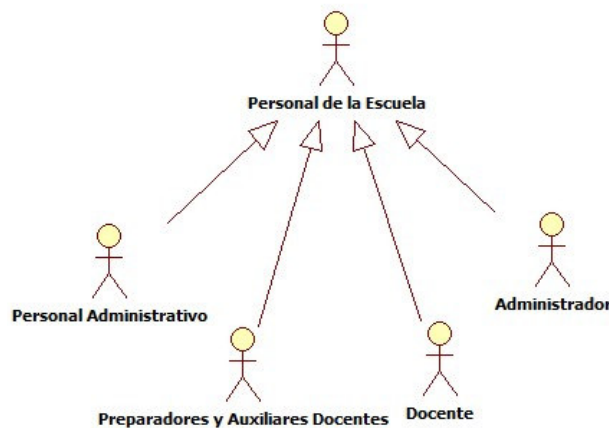 Personal de la Escuela
Personal Administrativo
Administrador
Preparadores y Auxiliares Docentes
Docente